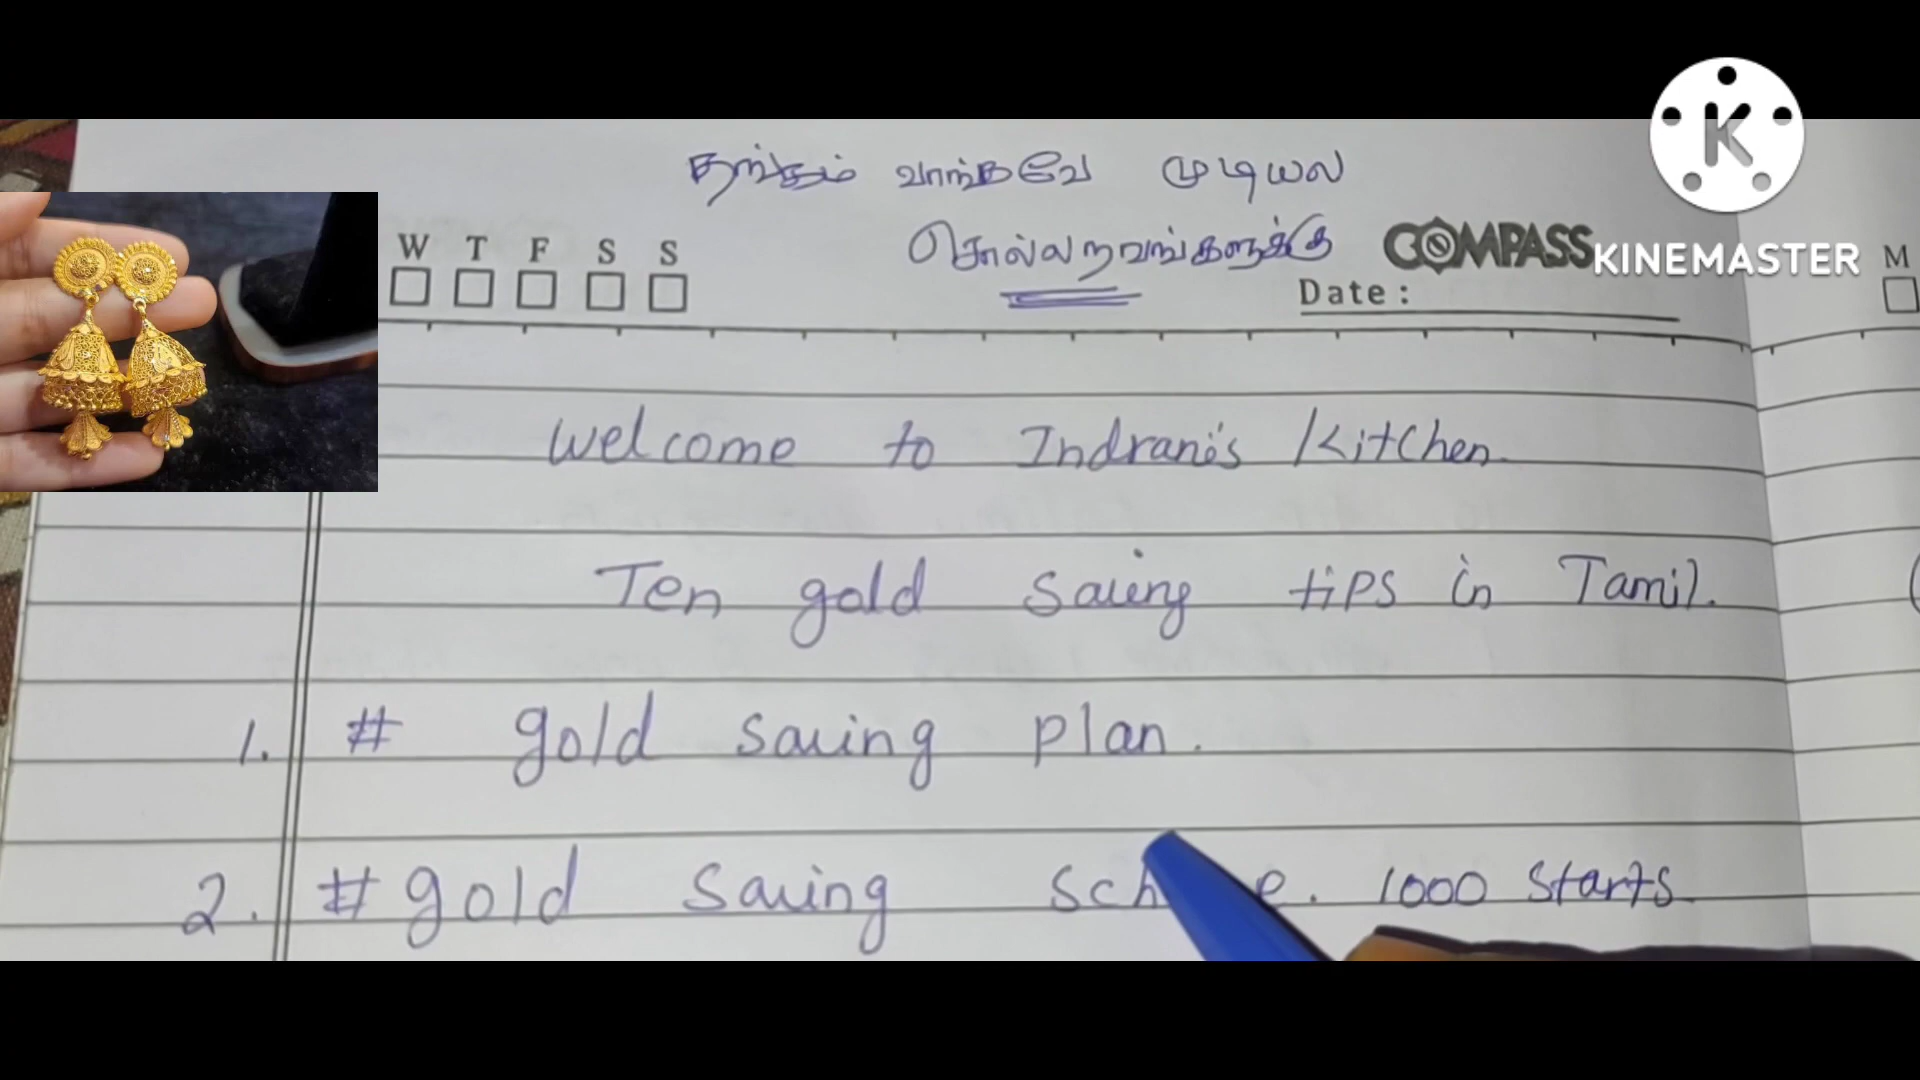 தங்கம் வாங்கவே முடியல
சொல்லறவங்களுக்கு
COMPASS
KINEMASTER
W T F S S
M
Date :
Welcome to Indrani's Kitchen
Ten gold saving tips in Tamil.
1. # gold saving plan.
2. # gold saving 1000 starts